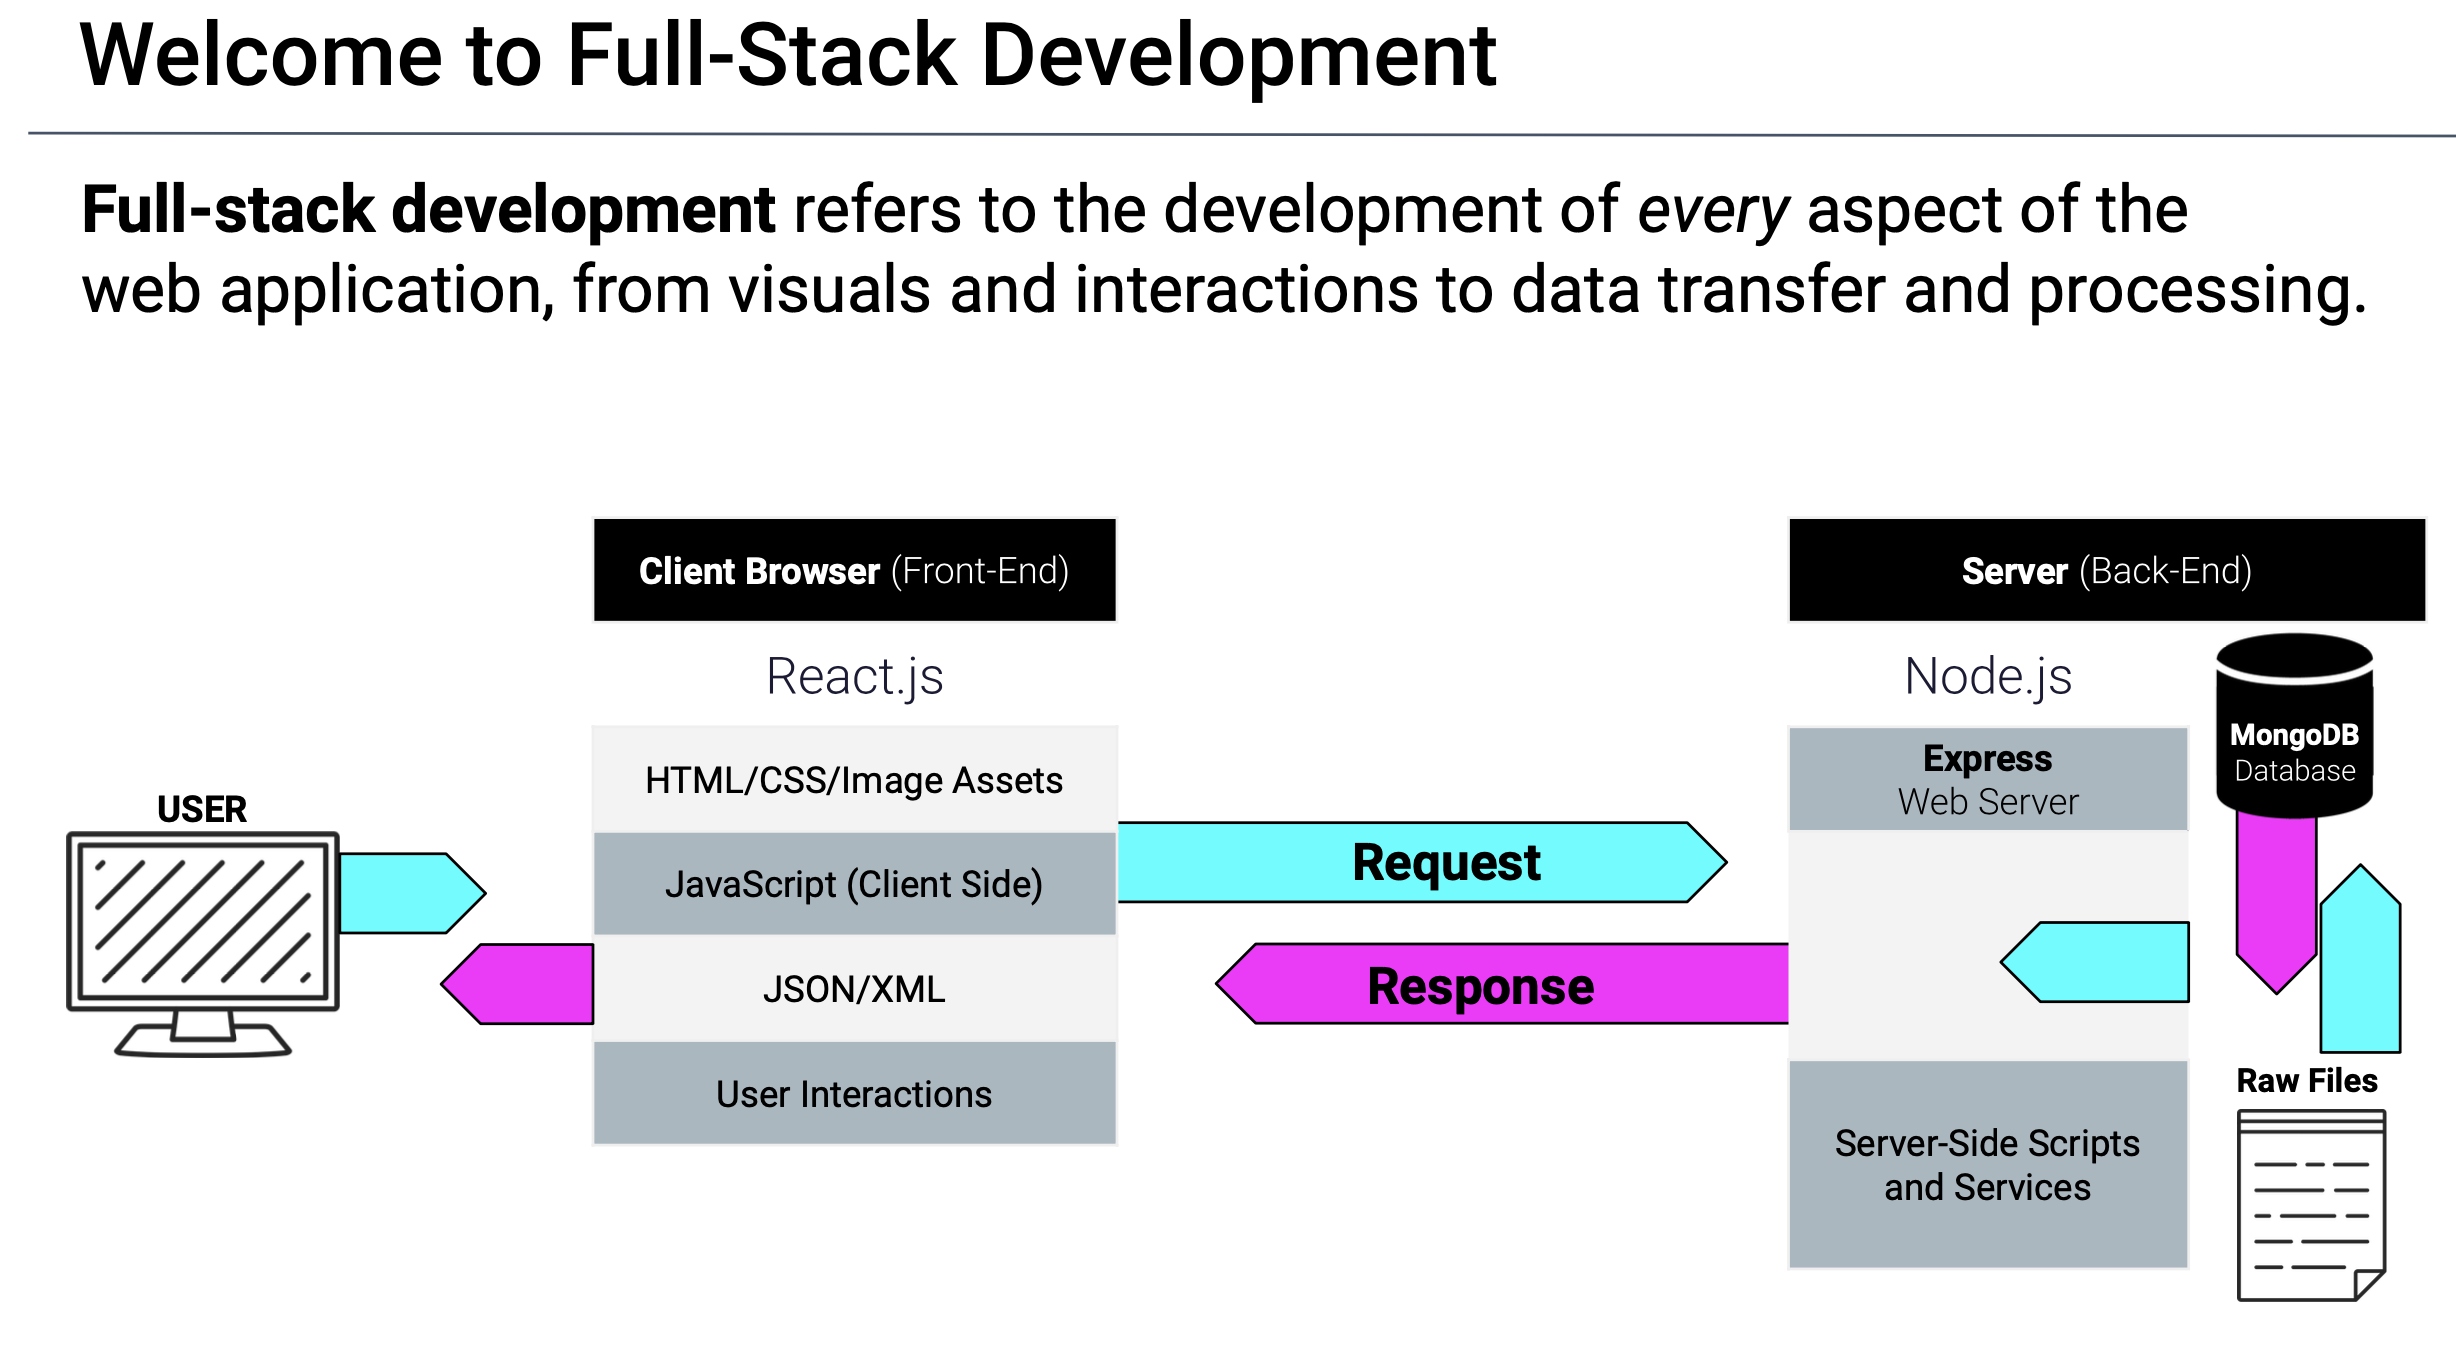 Welcome to Full-Stack Development
Full-stack development refers to the development of every aspect of the
web application, from visuals and interactions to data transfer and processing.
Client Browser (Front-End)
Server (Back-End)
React.js
Node.js
MongoDB
Database
HTML/CSS/Image Assets
Express
Web Server
USER
JavaScript (Client Side)
Request
JSON/XML
Response
User Interactions
Raw Files
Server-Side Scripts
and Services